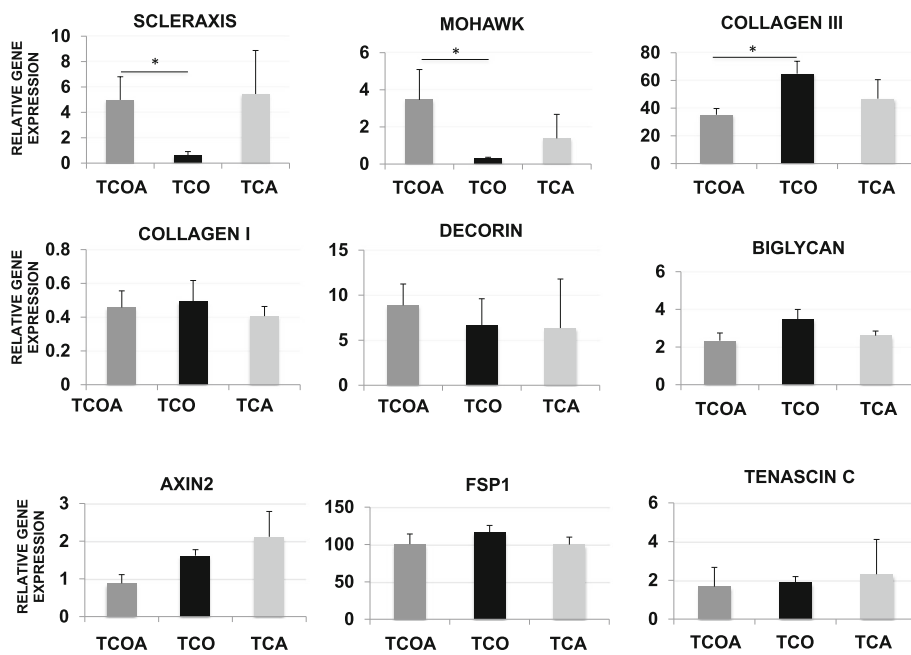 SCLERAXIS
RELATIVE GENE
EXPRESSION
10
8
6
4
2
0
*
TCOA TCO TCA
MOHAWK
6
4
2
0
*
TCOA TCO TCA
COLLAGEN III
80
60
40
20
0
*
TCOA TCO TCA
COLLAGEN I
RELATIVE GENE
EXPRESSION
0.8
0.6
0.4
0.2
0
TCOA TCO TCA
DECORIN
15
10
5
0
TCOA TCO TCA
BIGLYCAN
6
4
2
0
TCOA TCO TCA
AXIN2
RELATIVE GENE
EXPRESSION
3
2
1
0
TCOA TCO TCA
FSP1
150
100
50
0
TCOA TCO TCA
TENASCIN C
6
4
2
0
TCOA TCO TCA